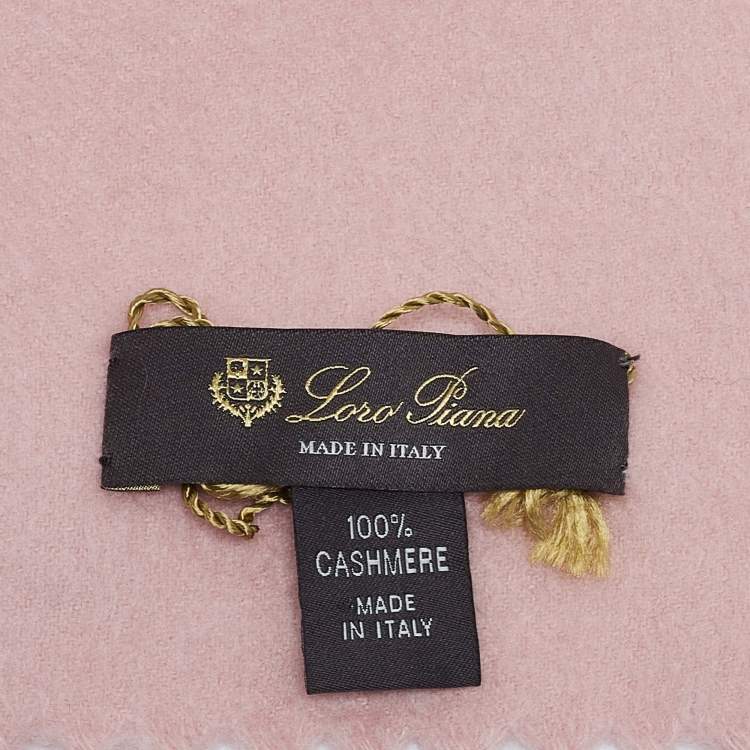 Loro Piana
MADE IN ITALY
100%
CASHMERE
MADE
IN ITALY